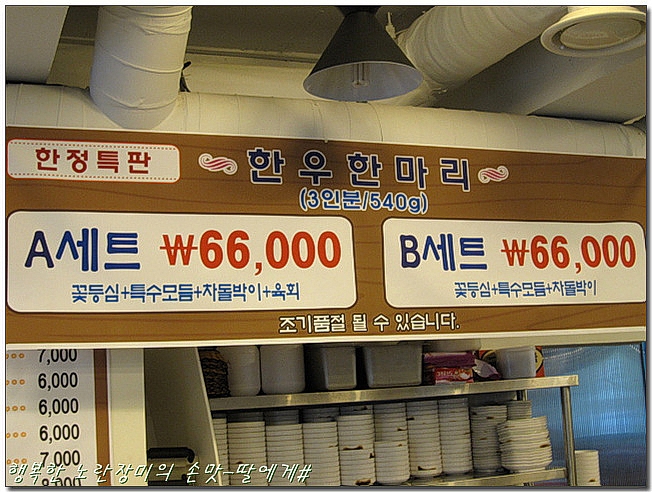 한정특판
한우한마리
(3인분/540g)
A세트 ₩66,000
꽃등심+특수모듬+차돌박이+육회
B세트 ₩66,000
꽃등심+특수모듬+차돌박이
조기품절 될 수 있습니다.
7,000
6,000
6,000
6,000
7,000
행복한 노란장미의 손맛-딸에게#